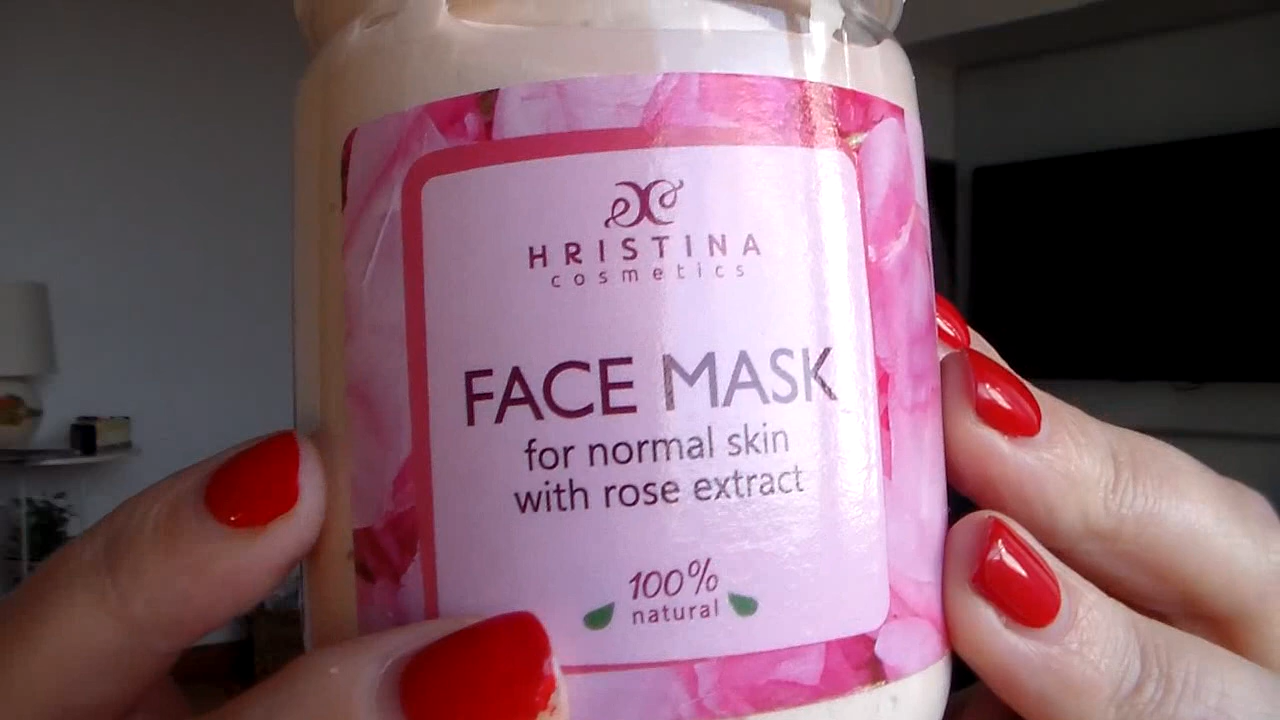 HRISTINA
cosmetics
FACE MASK
for normal skin
with rose extract
100%
natural